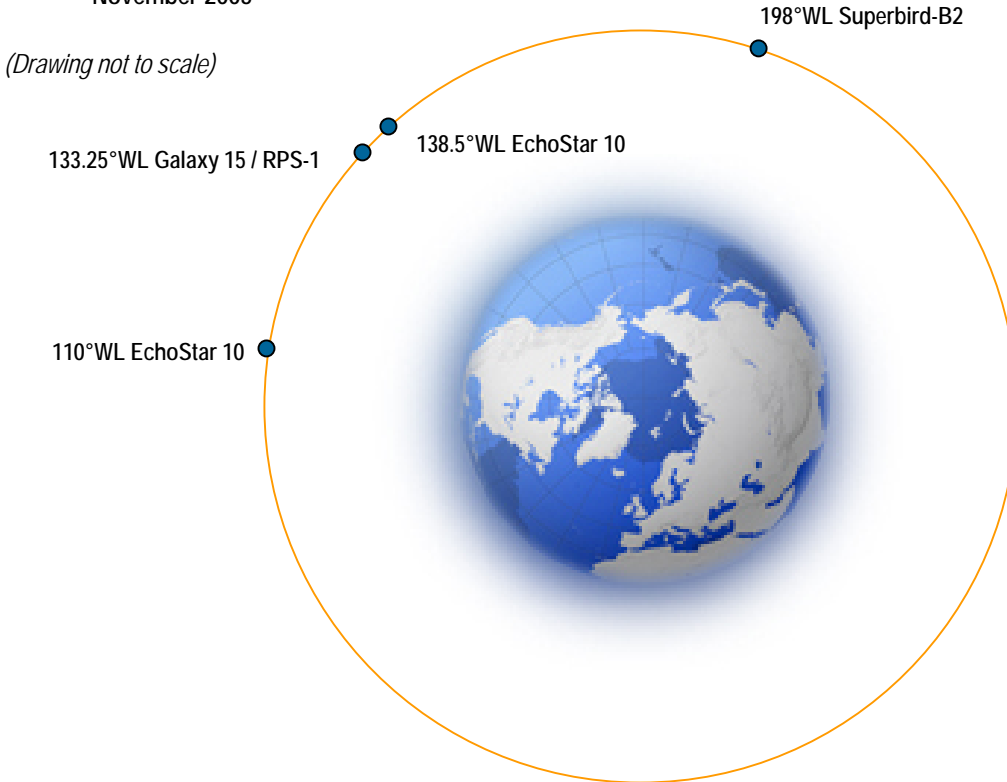 November
198°WL Superbird-B2
(Drawing not to scale)
138.5°WL EchoStar 10
133.25°WL Galaxy 15 / RPS-1
110°WL EchoStar 10